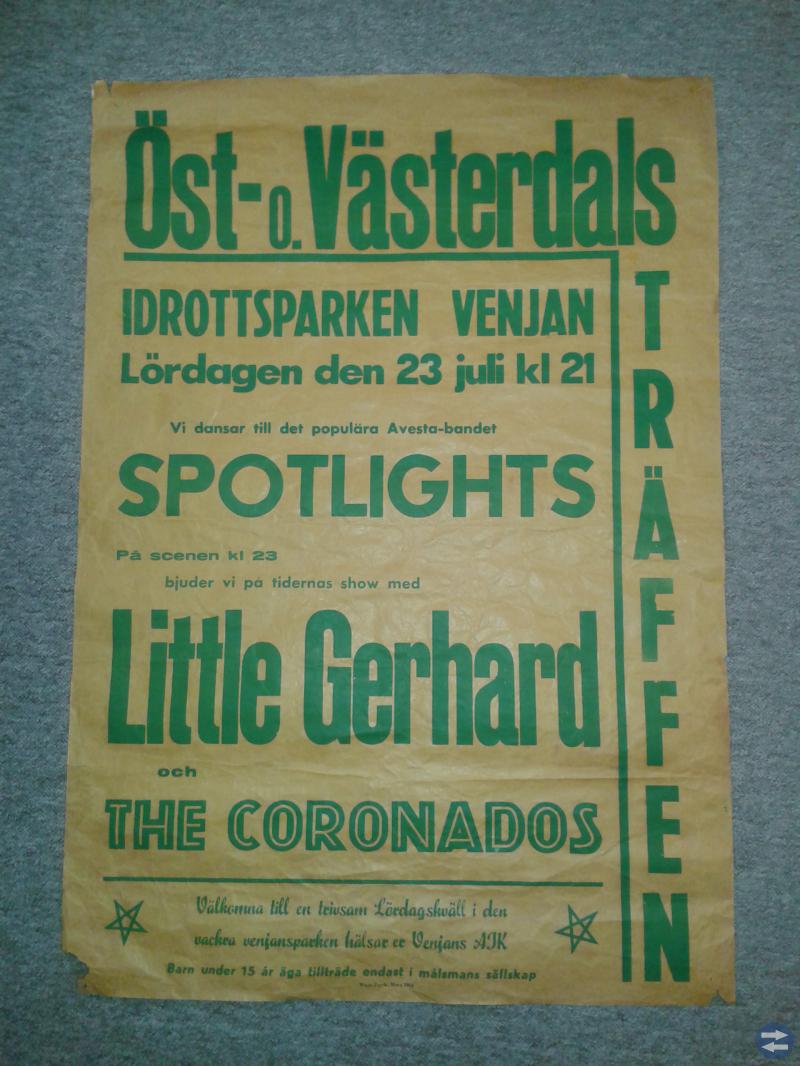 Öst- o. Västerdals
TRÄFFEN
IDROTTSPARKEN VENJAN
Lördagen den 23 juli kl 21
Vi dansar till det populära Avesta-bandet
SPOTLIGHTS
På scenen kl 23
bjuder vi på tidernas show med
Little Gerhard
och
THE CORONADOS
Välkomna till en trivsam Lördagskväll i den
vackra venjansparken hälsar er Venjans AIK
Barn under 15 år äga tillträde endast i målsmans sällskap